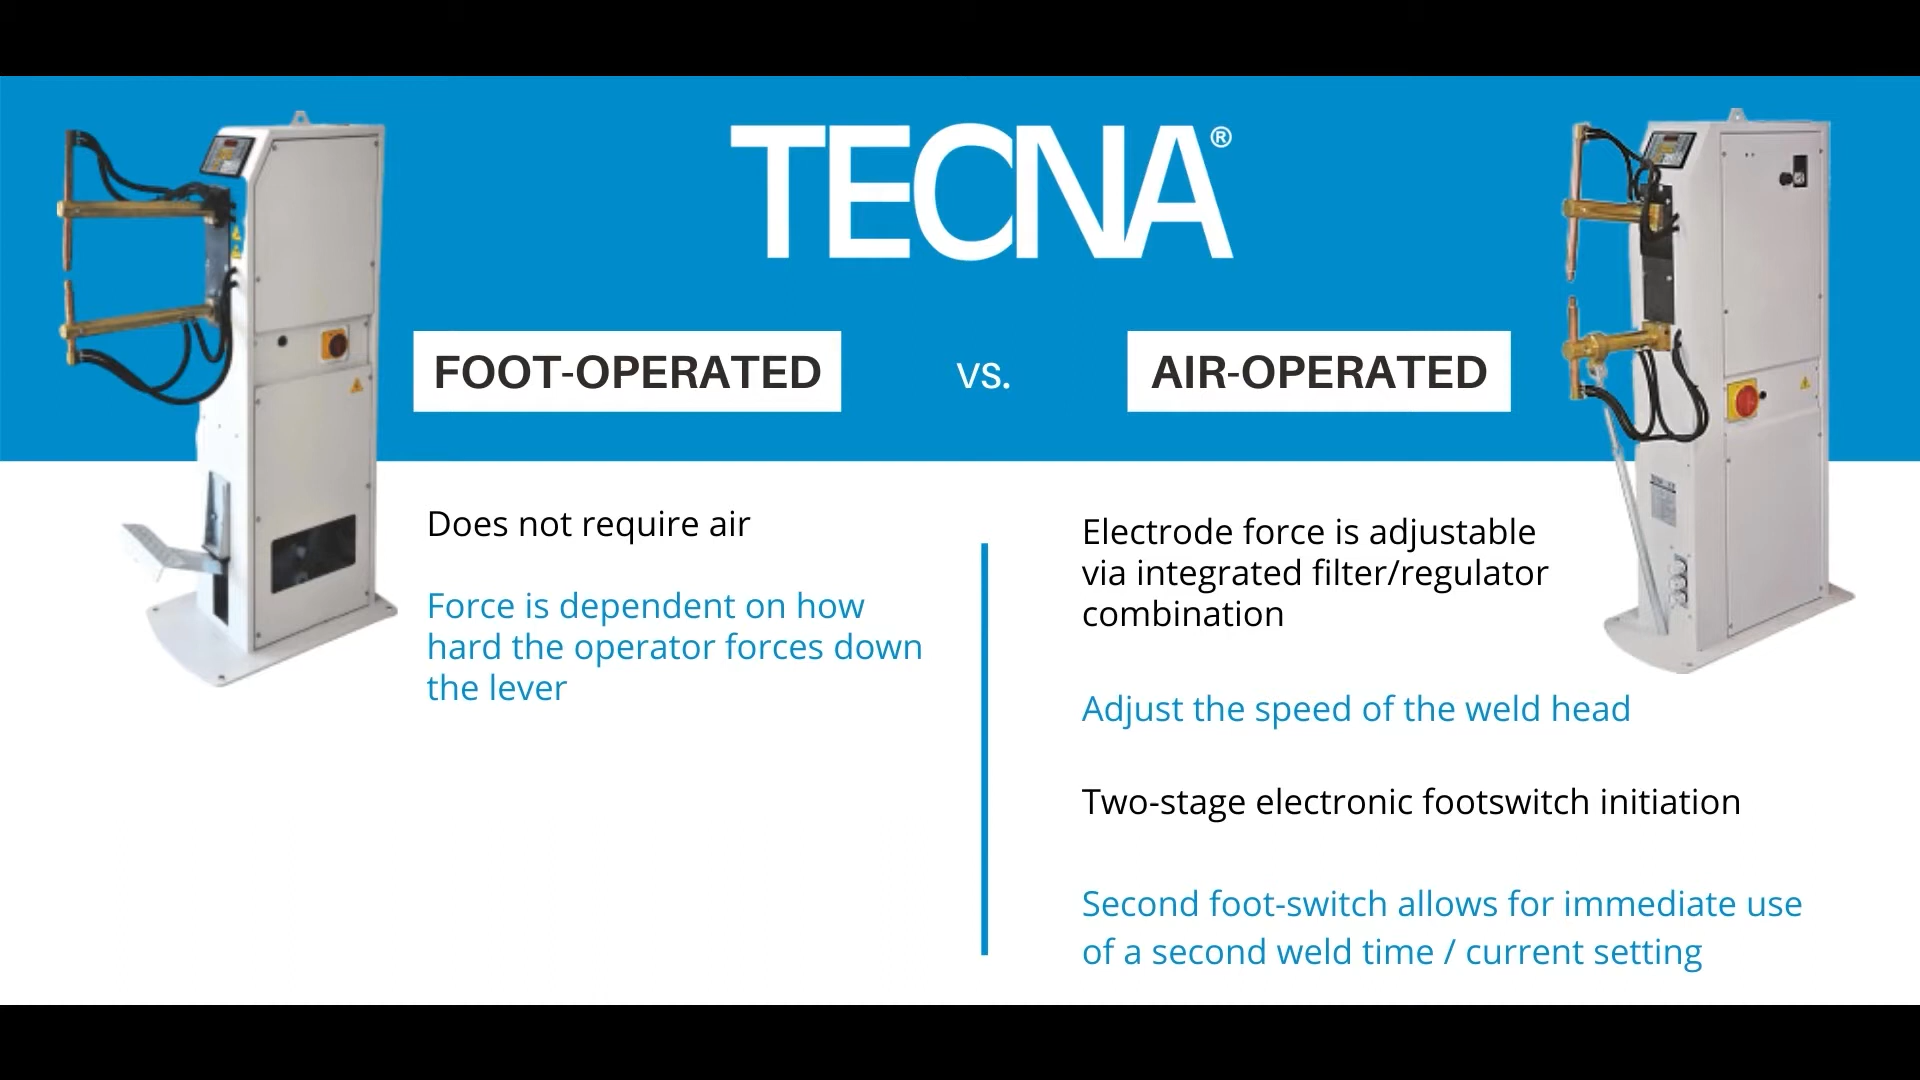 TECNA®
FOOT-OPERATED
vs.
AIR-OPERATED
Does not require air
Force is dependent on how
hard the operator forces down
the lever
Electrode force is adjustable
via integrated filter/regulator
combination
Adjust the speed of the weld head
Two-stage electronic footswitch initiation
Second foot-switch allows for immediate use
of a second weld time / current setting